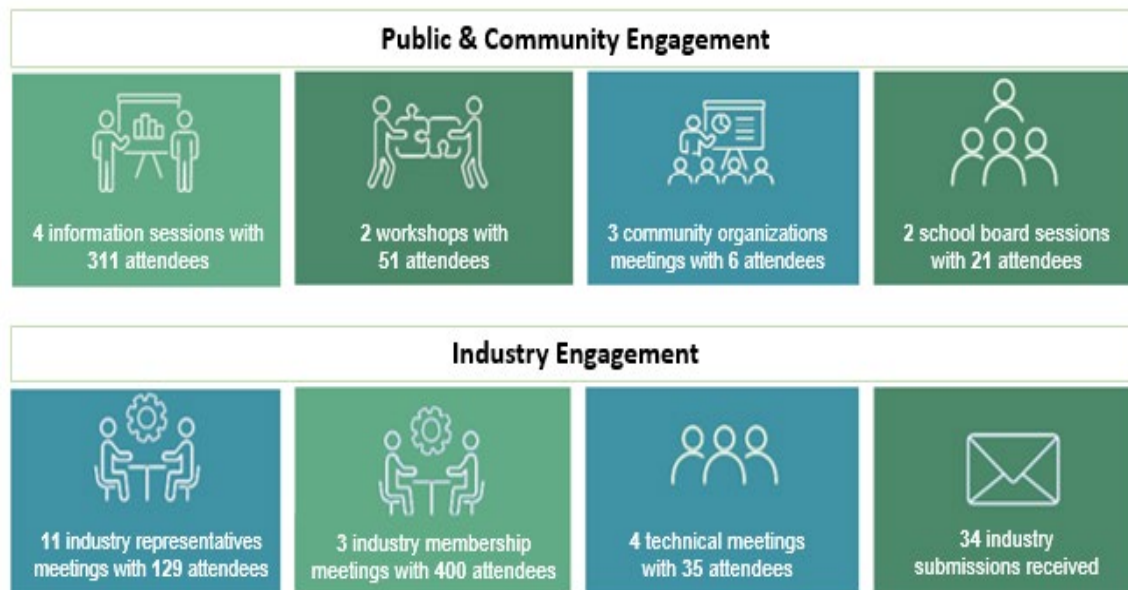 Public & Community Engagement
4 information sessions with
311 attendees
2 workshops with
51 attendees
3 community organizations
meetings with 6 attendees
2 school board sessions
with 21 attendees
Industry Engagement
11 industry representatives
meetings with 129 attendees
3 industry membership
meetings with 400 attendees
4 technical meetings
with 35 attendees
34 industry
submissions received